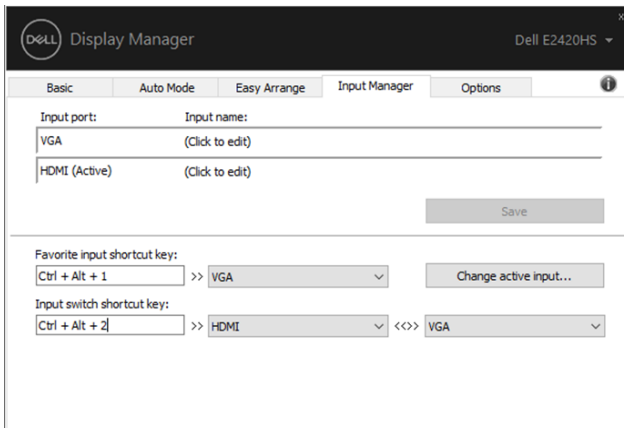 DELL Display Manager Dell E2420HS
x
Basic Auto Mode Easy Arrange Input Manager Options i
Input port: Input name:
VGA (Click to edit)
HDMI (Active) (Click to edit)
Save
Favorite input shortcut key:
Ctrl + Alt + 1 >> VGA Change active input...
Input switch shortcut key:
Ctrl + Alt + 2 >> HDMI <<>> VGA